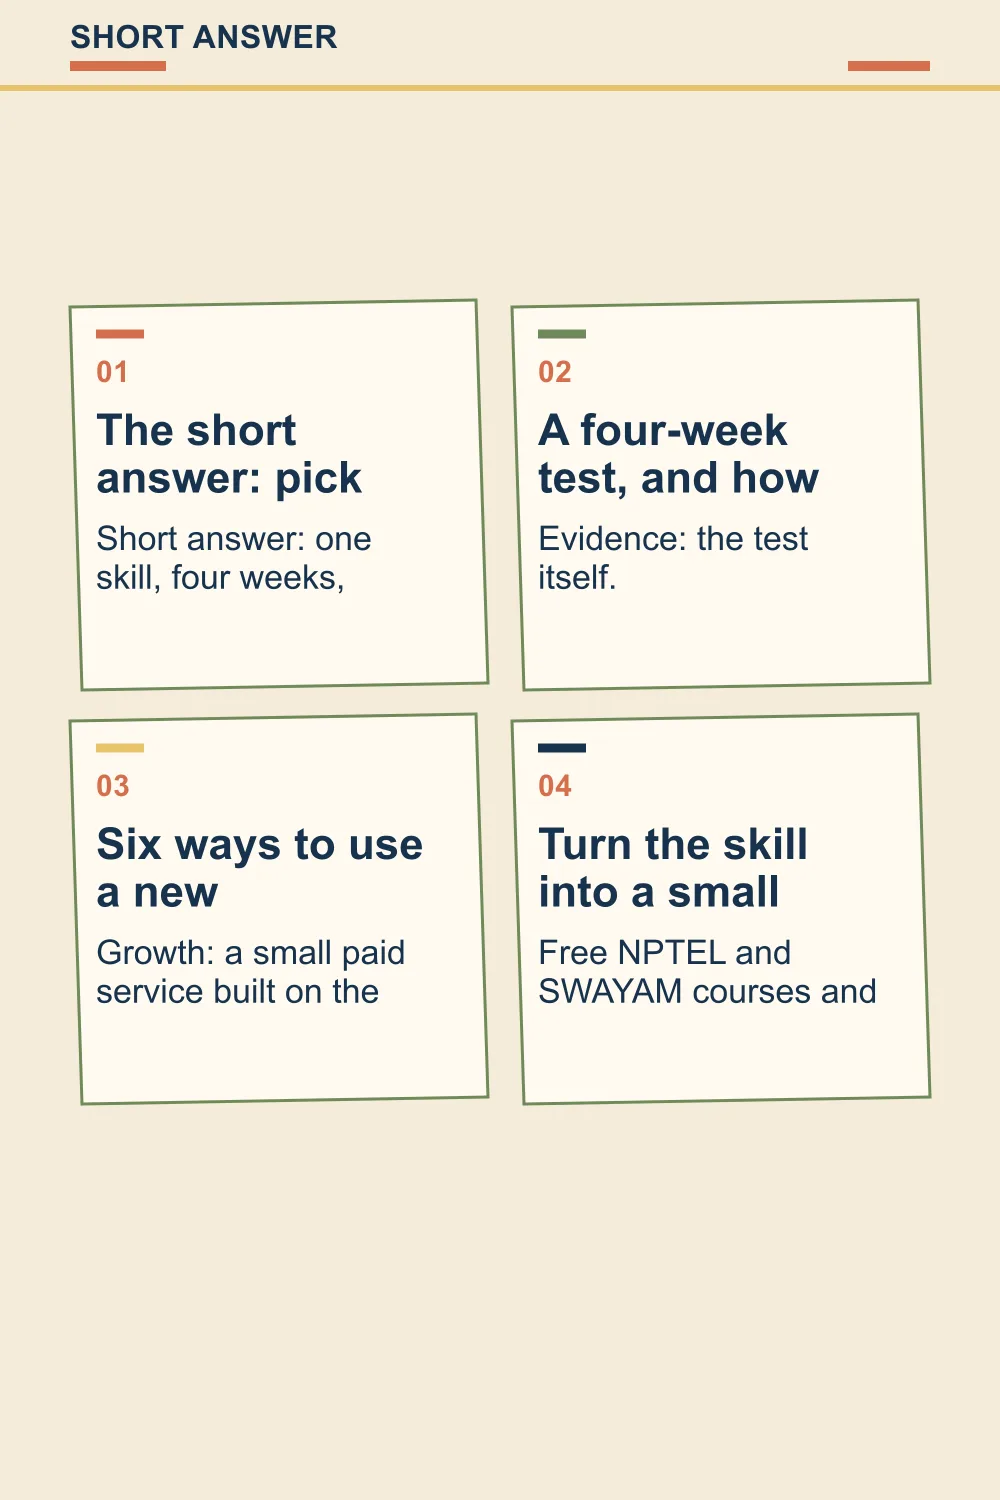 SHORT ANSWER
01
The short
answer: pick
Short answer: one
skill, four weeks,
02
A four-week
test, and how
Evidence: the test
itself.
03
Six ways to use
a new
Growth: a small paid
service built on the
04
Turn the skill
into a small
Free NPTEL and
SWAYAM courses and